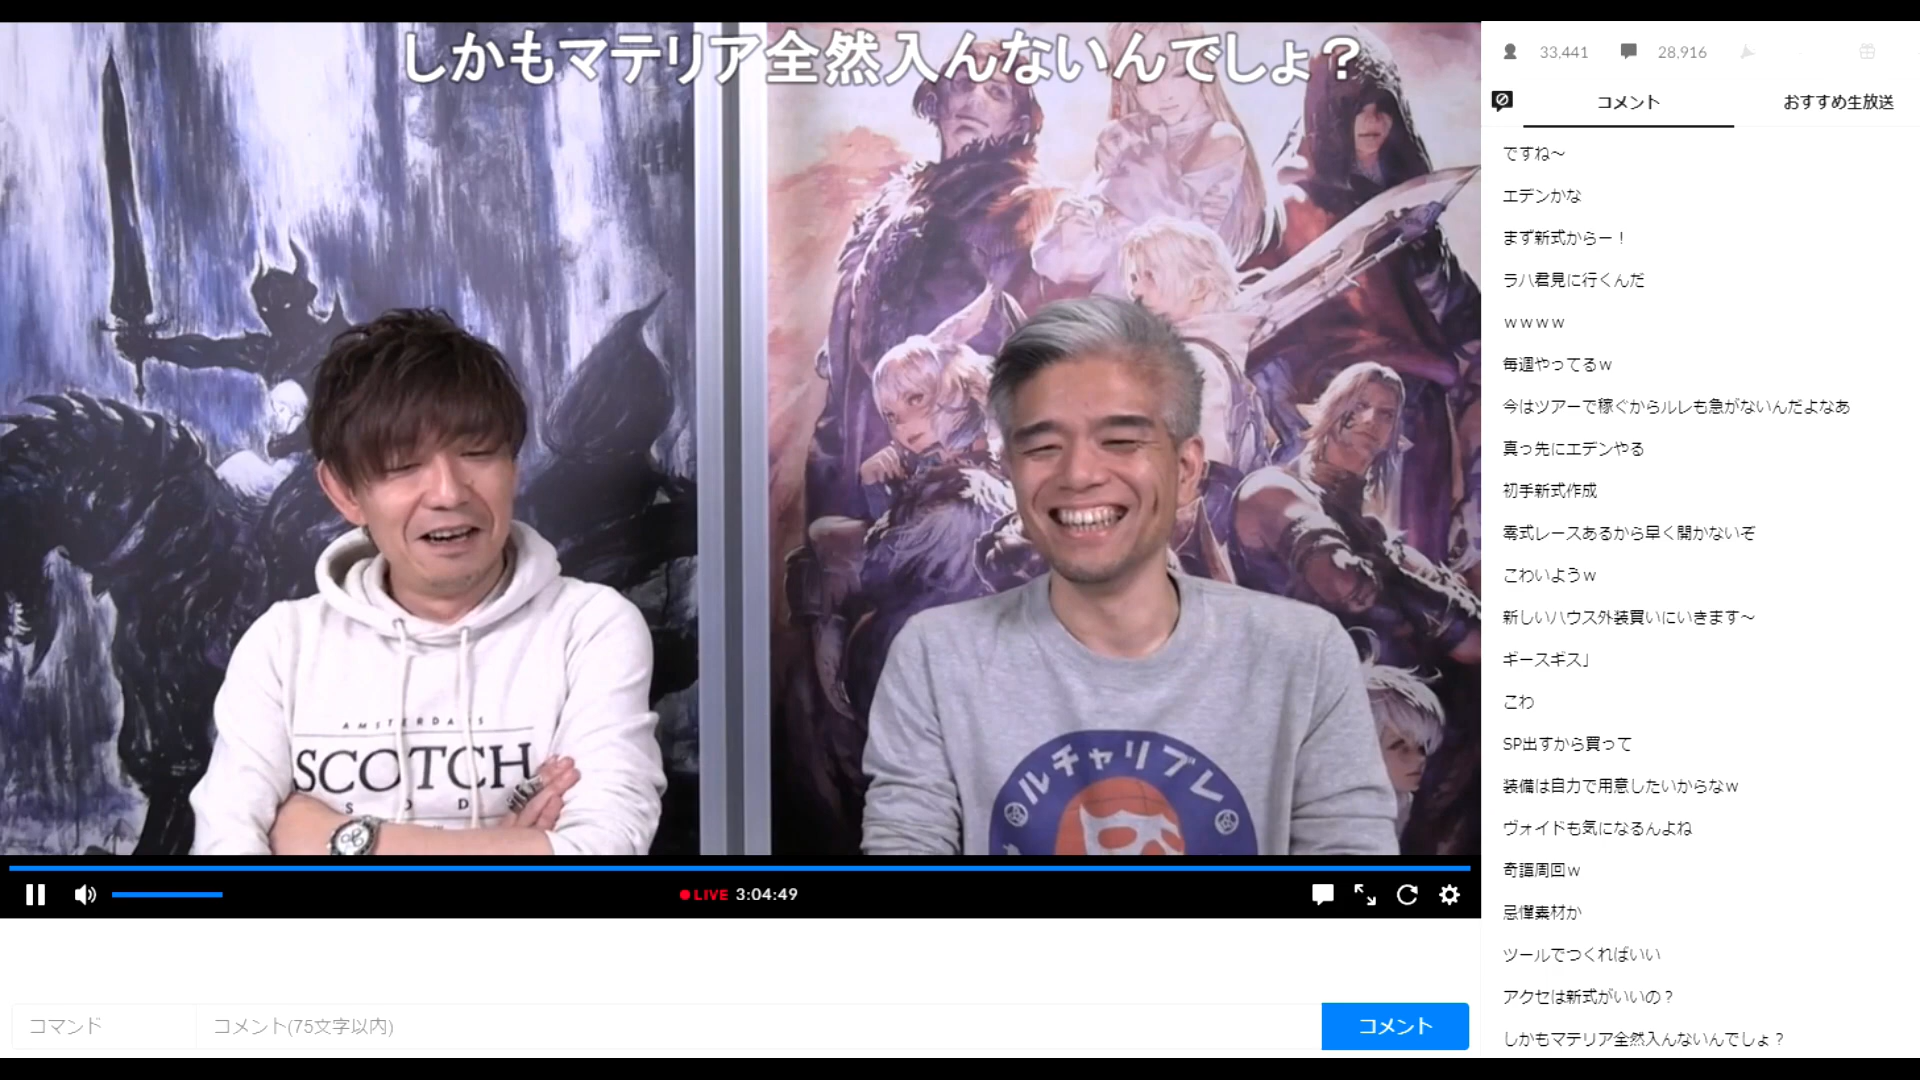 しかもマテリア全然入んないんでしょ？
33,441
28,916
コメント
おすすめ生放送
ですね～
エデンかな
まず新式からー！
ラハ君見に行くんだ
ｗｗｗｗ
毎週やってるｗ
今はツアーで稼ぐからルレも急がないんだよなあ
真っ先にエデンやる
初手新式作成
零式レースあるから早く開かないぞ
こわいようｗ
新しいハウス外装買いにいきます～
ギースギス」
こわ
SP出すから買って
装備は自力で用意したいからなｗ
ヴォイドも気になるんよね
奇譚周回ｗ
忌憚素材か
ツールでつくればいい
アクセは新式がいいの？
しかもマテリア全然入んないんでしょ？
AMSTERDA S
SCOTCH
S O D
ルチャリブレ
LIVE 3:04:49
コマンド
コメント(75文字以内)
コメント